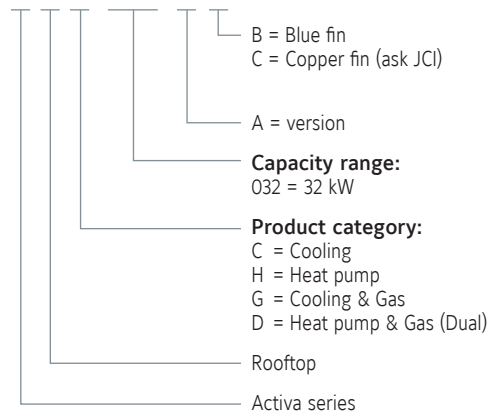 B = Blue fin
C = Copper fin (ask JCI)
A = version
Capacity range:
032 = 32 kW
Product category:
C = Cooling
H = Heat pump
G = Cooling & Gas
D = Heat pump & Gas (Dual)
Rooftop
Activa series